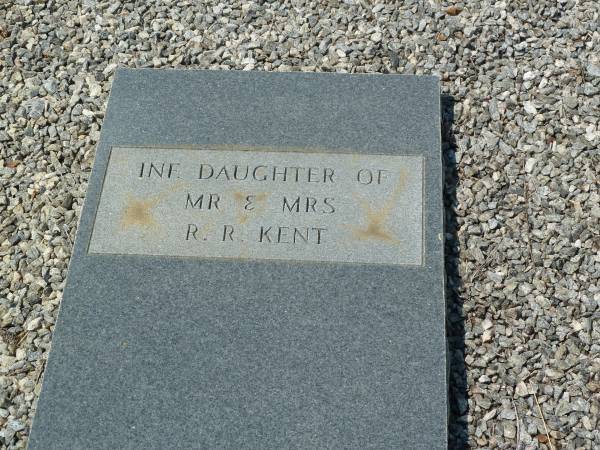 INF DAUGHTER OF
MR & MRS
R. R. KENT